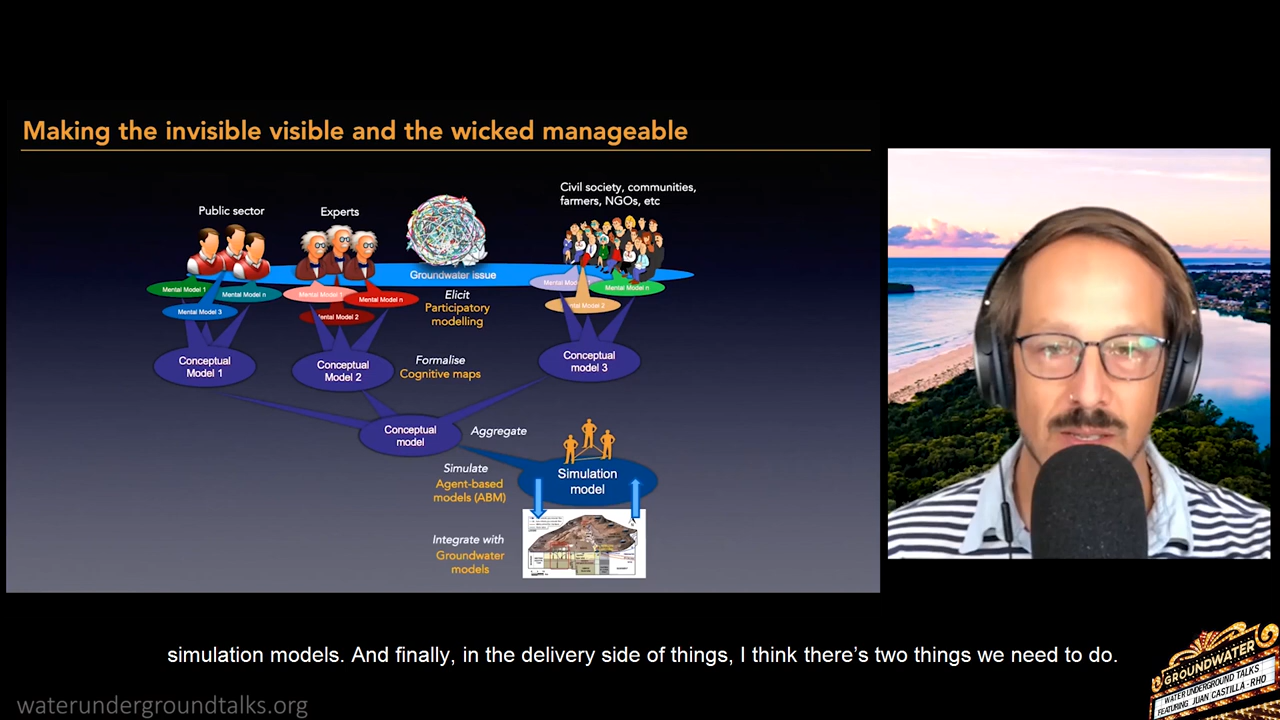 Making the invisible visible and the wicked manageable
Civil society, communities,
farmers, NGOs, etc
Public sector
Experts
Groundwater issue
Mental Model 1
Mental Model n
Mental Model 3
Mental Model n
Mental Model 2
Mental Model n
Elicit
Participatory
modelling
Conceptual
Model 1
Conceptual
Model 2
Formalise
Cognitive maps
Conceptual
model 3
Conceptual
model
Aggregate
Simulate
Agent-based
models (ABM)
Simulation
model
Integrate with
Groundwater
models
simulation models. And finally, in the delivery side of things, I think there's two things we need to do.
GROUNDWATER
WATER UNDERGROUND TALKS
FEATURING JUAN CASTILLA-RHO
waterundergroundtalks.org